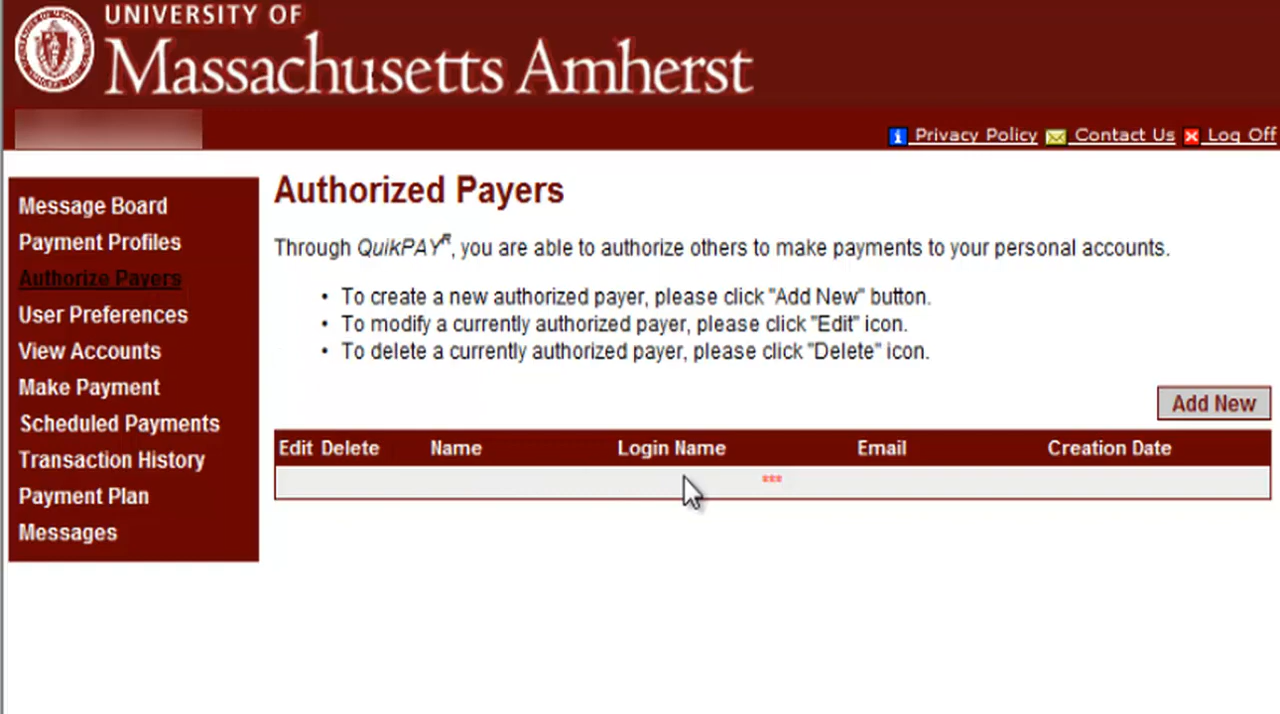 UNIVERSITY OF
Massachusetts Amherst
Privacy Policy Contact Us Log Off
Message Board
Payment Profiles
Authorize Payers
User Preferences
View Accounts
Make Payment
Scheduled Payments
Transaction History
Payment Plan
Messages
Authorized Payers
Through QuikPAYR, you are able to authorize others to make payments to your personal accounts.
• To create a new authorized payer, please click "Add New" button.
• To modify a currently authorized payer, please click "Edit" icon.
• To delete a currently authorized payer, please click "Delete" icon.
Add New
Edit Delete Name Login Name Email Creation Date
***